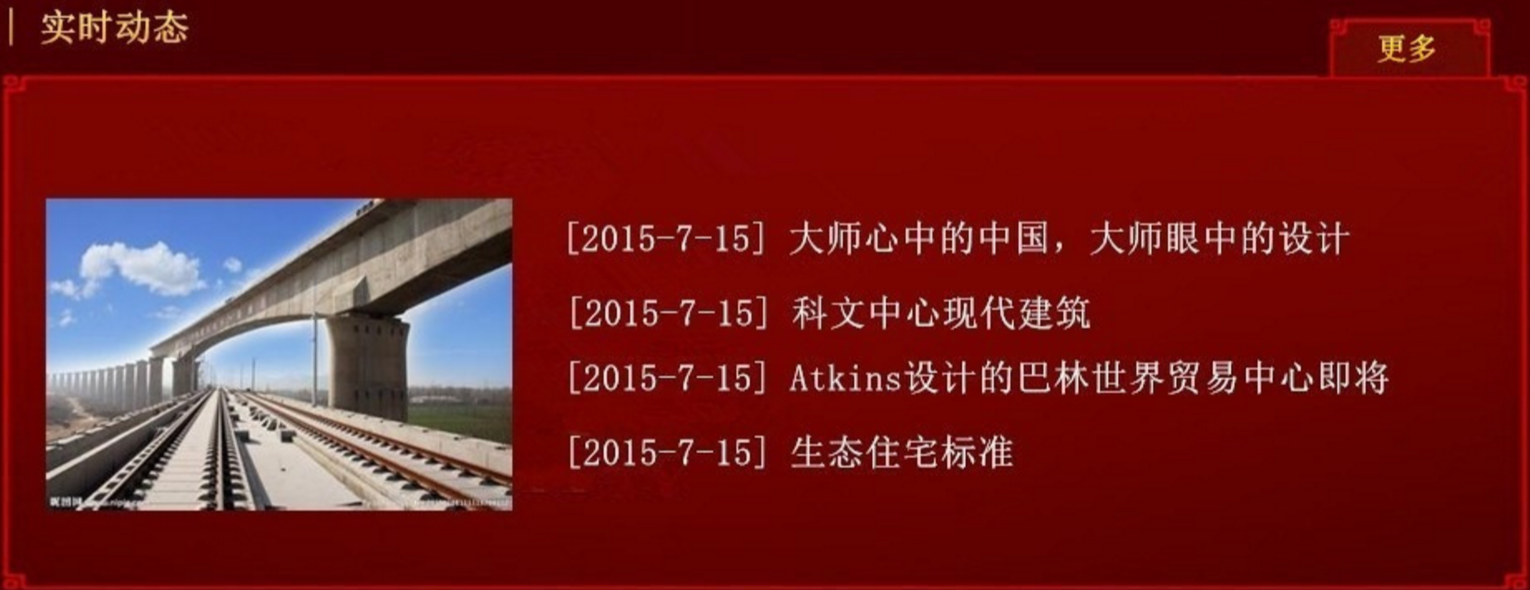 实时动态
更多
[2015-7-15] 大师心中的中国，大师眼中的设计
[2015-7-15] 科文中心现代建筑
[2015-7-15] Atkins设计的巴林世界贸易中心即将
[2015-7-15] 生态住宅标准
昵图网